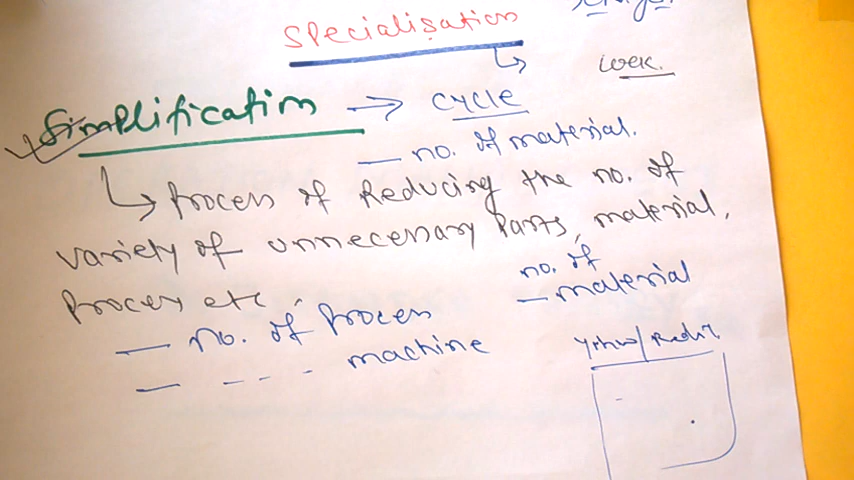 Specialisation
work.
Simplification → cycle
— no. of material.
↳ Process of Reducing the no. of
variety of unnecessary Parts, material,
Process etc.
no. of
— material
— no. of Process
— - - - machine